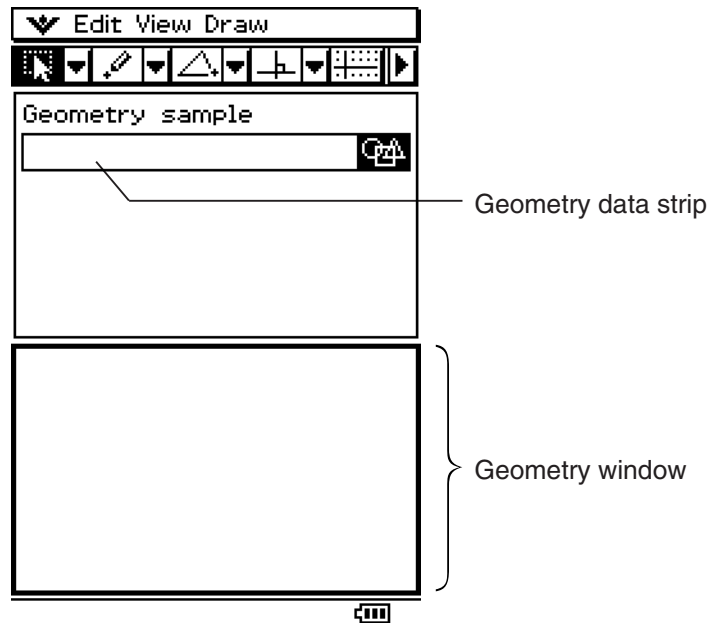 Edit View Draw
Geometry sample
Geometry data strip
Geometry window